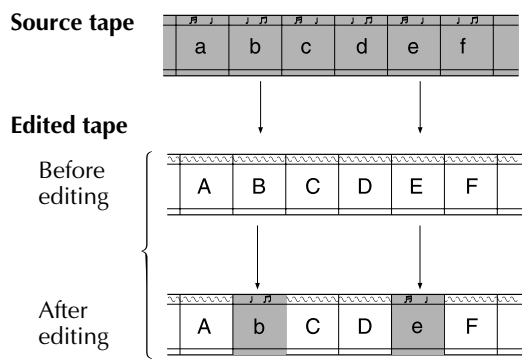 Source tape
a b c d e f
Edited tape
Before
editing
A B C D E F
After
editing
A b C D e F